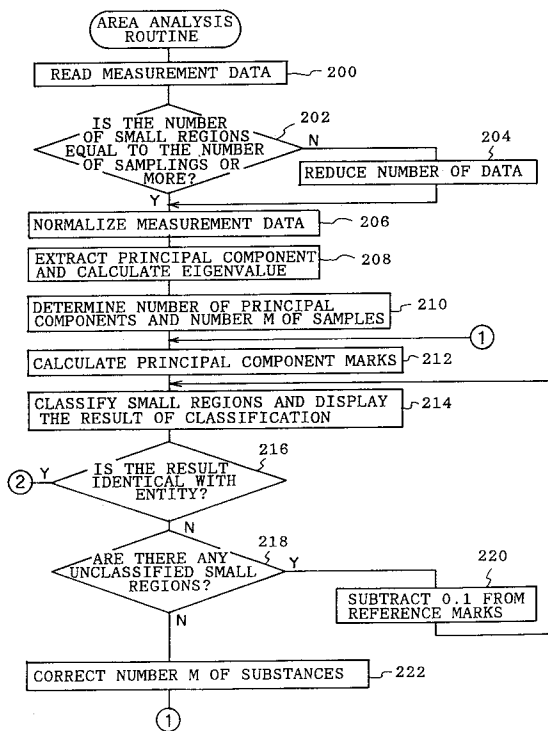 AREA ANALYSIS
ROUTINE
READ MEASUREMENT DATA
200
IS THE NUMBER
OF SMALL REGIONS
EQUAL TO THE NUMBER
OF SAMPLINGS OR
MORE?
202
N
204
REDUCE NUMBER OF DATA
Y
NORMALIZE MEASUREMENT DATA
206
EXTRACT PRINCIPAL COMPONENT
AND CALCULATE EIGENVALUE
208
DETERMINE NUMBER OF PRINCIPAL
COMPONENTS AND NUMBER M OF SAMPLES
210
1
CALCULATE PRINCIPAL COMPONENT MARKS
212
CLASSIFY SMALL REGIONS AND DISPLAY
THE RESULT OF CLASSIFICATION
214
2
Y
IS THE RESULT
IDENTICAL WITH
ENTITY?
216
N
ARE THERE ANY
UNCLASSIFIED SMALL
REGIONS?
218
Y
220
SUBTRACT 0.1 FROM
REFERENCE MARKS
N
CORRECT NUMBER M OF SUBSTANCES
222
1